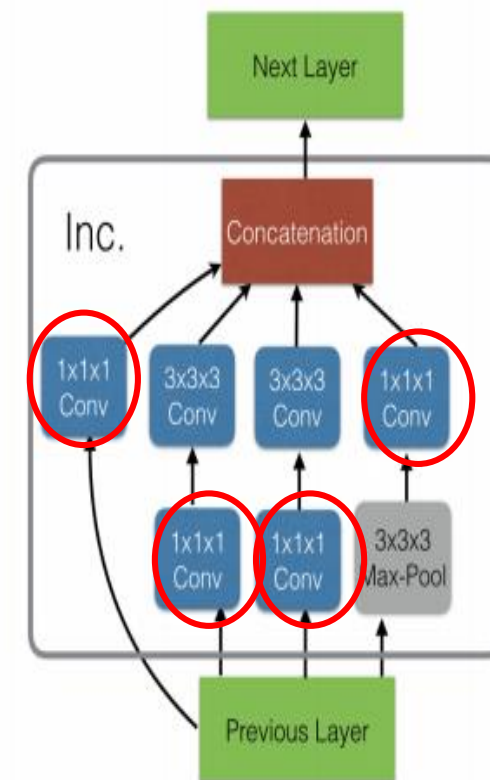 Next Layer
Inc.
Concatenation
1x1x1
Conv
3x3x3
Conv
3x3x3
Conv
1x1x1
Conv
1x1x1
Conv
1x1x1
Conv
3x3x3
Max-Pool
Previous Layer